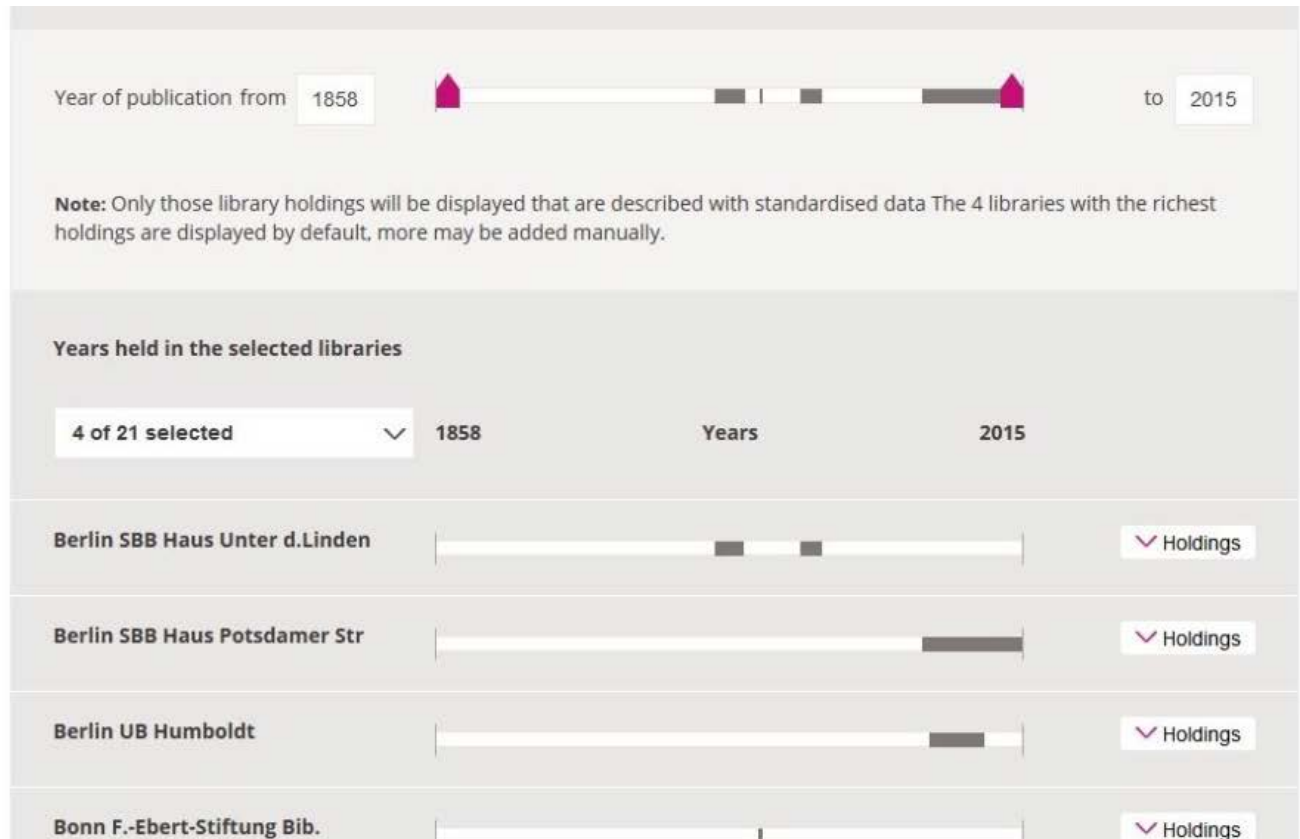 Year of publication from 1858 to 2015
Note: Only those library holdings will be displayed that are described with standardised data The 4 libraries with the richest
holdings are displayed by default, more may be added manually.
Years held in the selected libraries
4 of 21 selected 1858 Years 2015
Berlin SBB Haus Unter d.Linden Holdings
Berlin SBB Haus Potsdamer Str Holdings
Berlin UB Humboldt Holdings
Bonn F.-Ebert-Stiftung Bib. Holdings